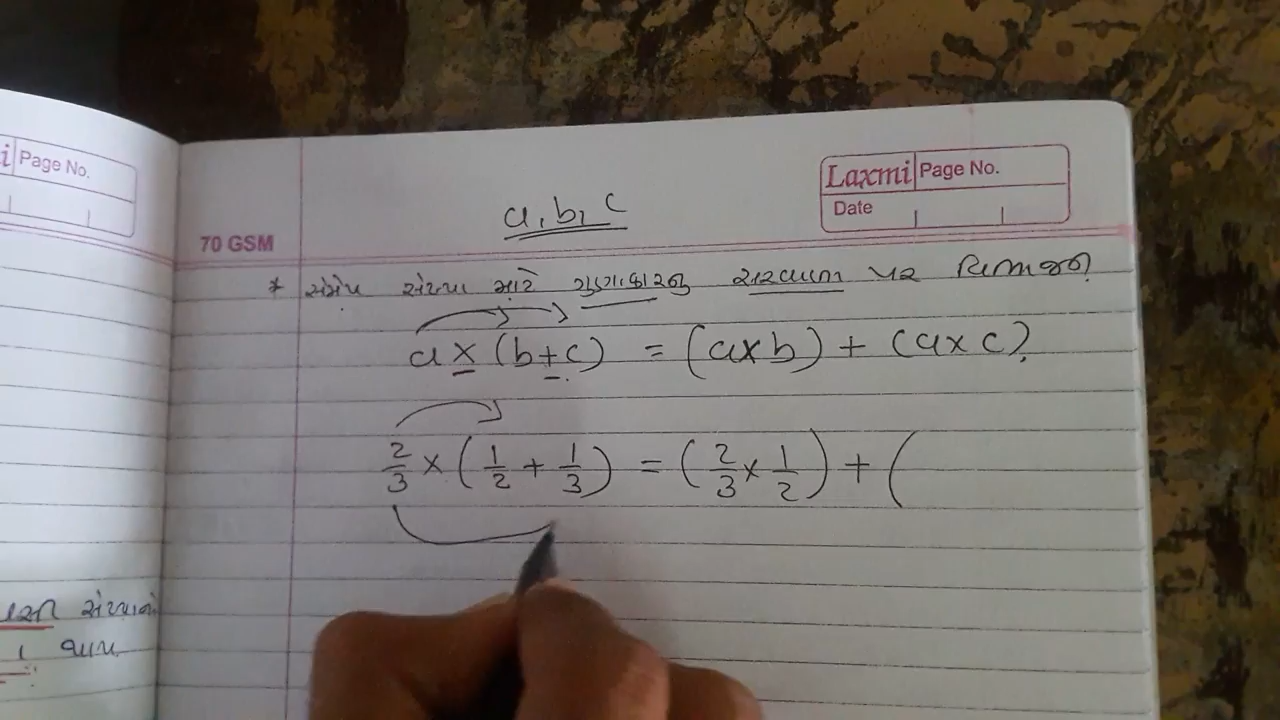 i Page No.
Laxmi Page No.
Date
70 GSM
a, b, c
* સંમેય સંખ્યા માટે ગુણાકારનું સરવાળા પર વિભાજન
a × (b + c) = (a × b) + (a × c)
2/3 × (1/2 + 1/3) = (2/3 × 1/2) + (
સંખ્યાને
1 થાય